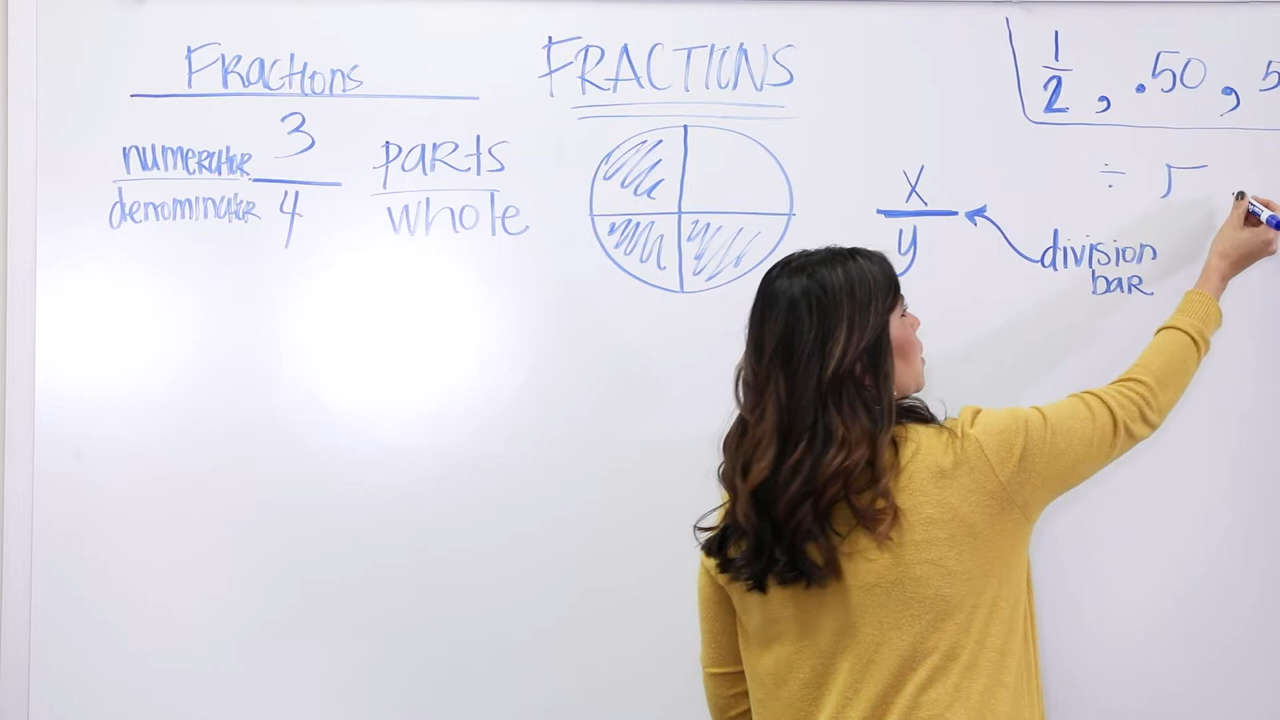 Fractions
numerator 3 parts
denominator 4 whole
FRACTIONS
1/2, .50, 5
x
y
division
bar
÷